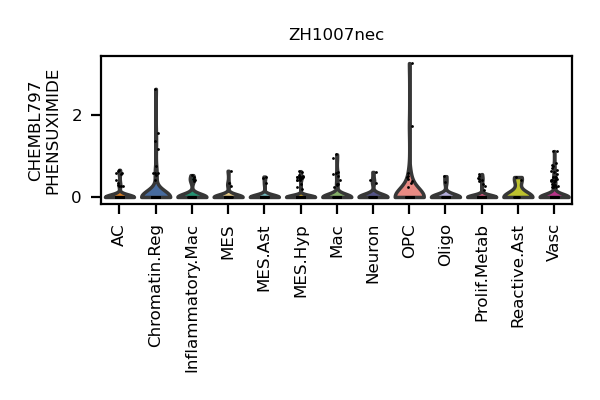 ZH1007nec
CHEMBL797
PHENSUXIMIDE
2
0
AC
Chromatin.Reg
Inflammatory.Mac
MES
MES.Ast
MES.Hyp
Mac
Neuron
OPC
Oligo
Prolif.Metab
Reactive.Ast
Vasc